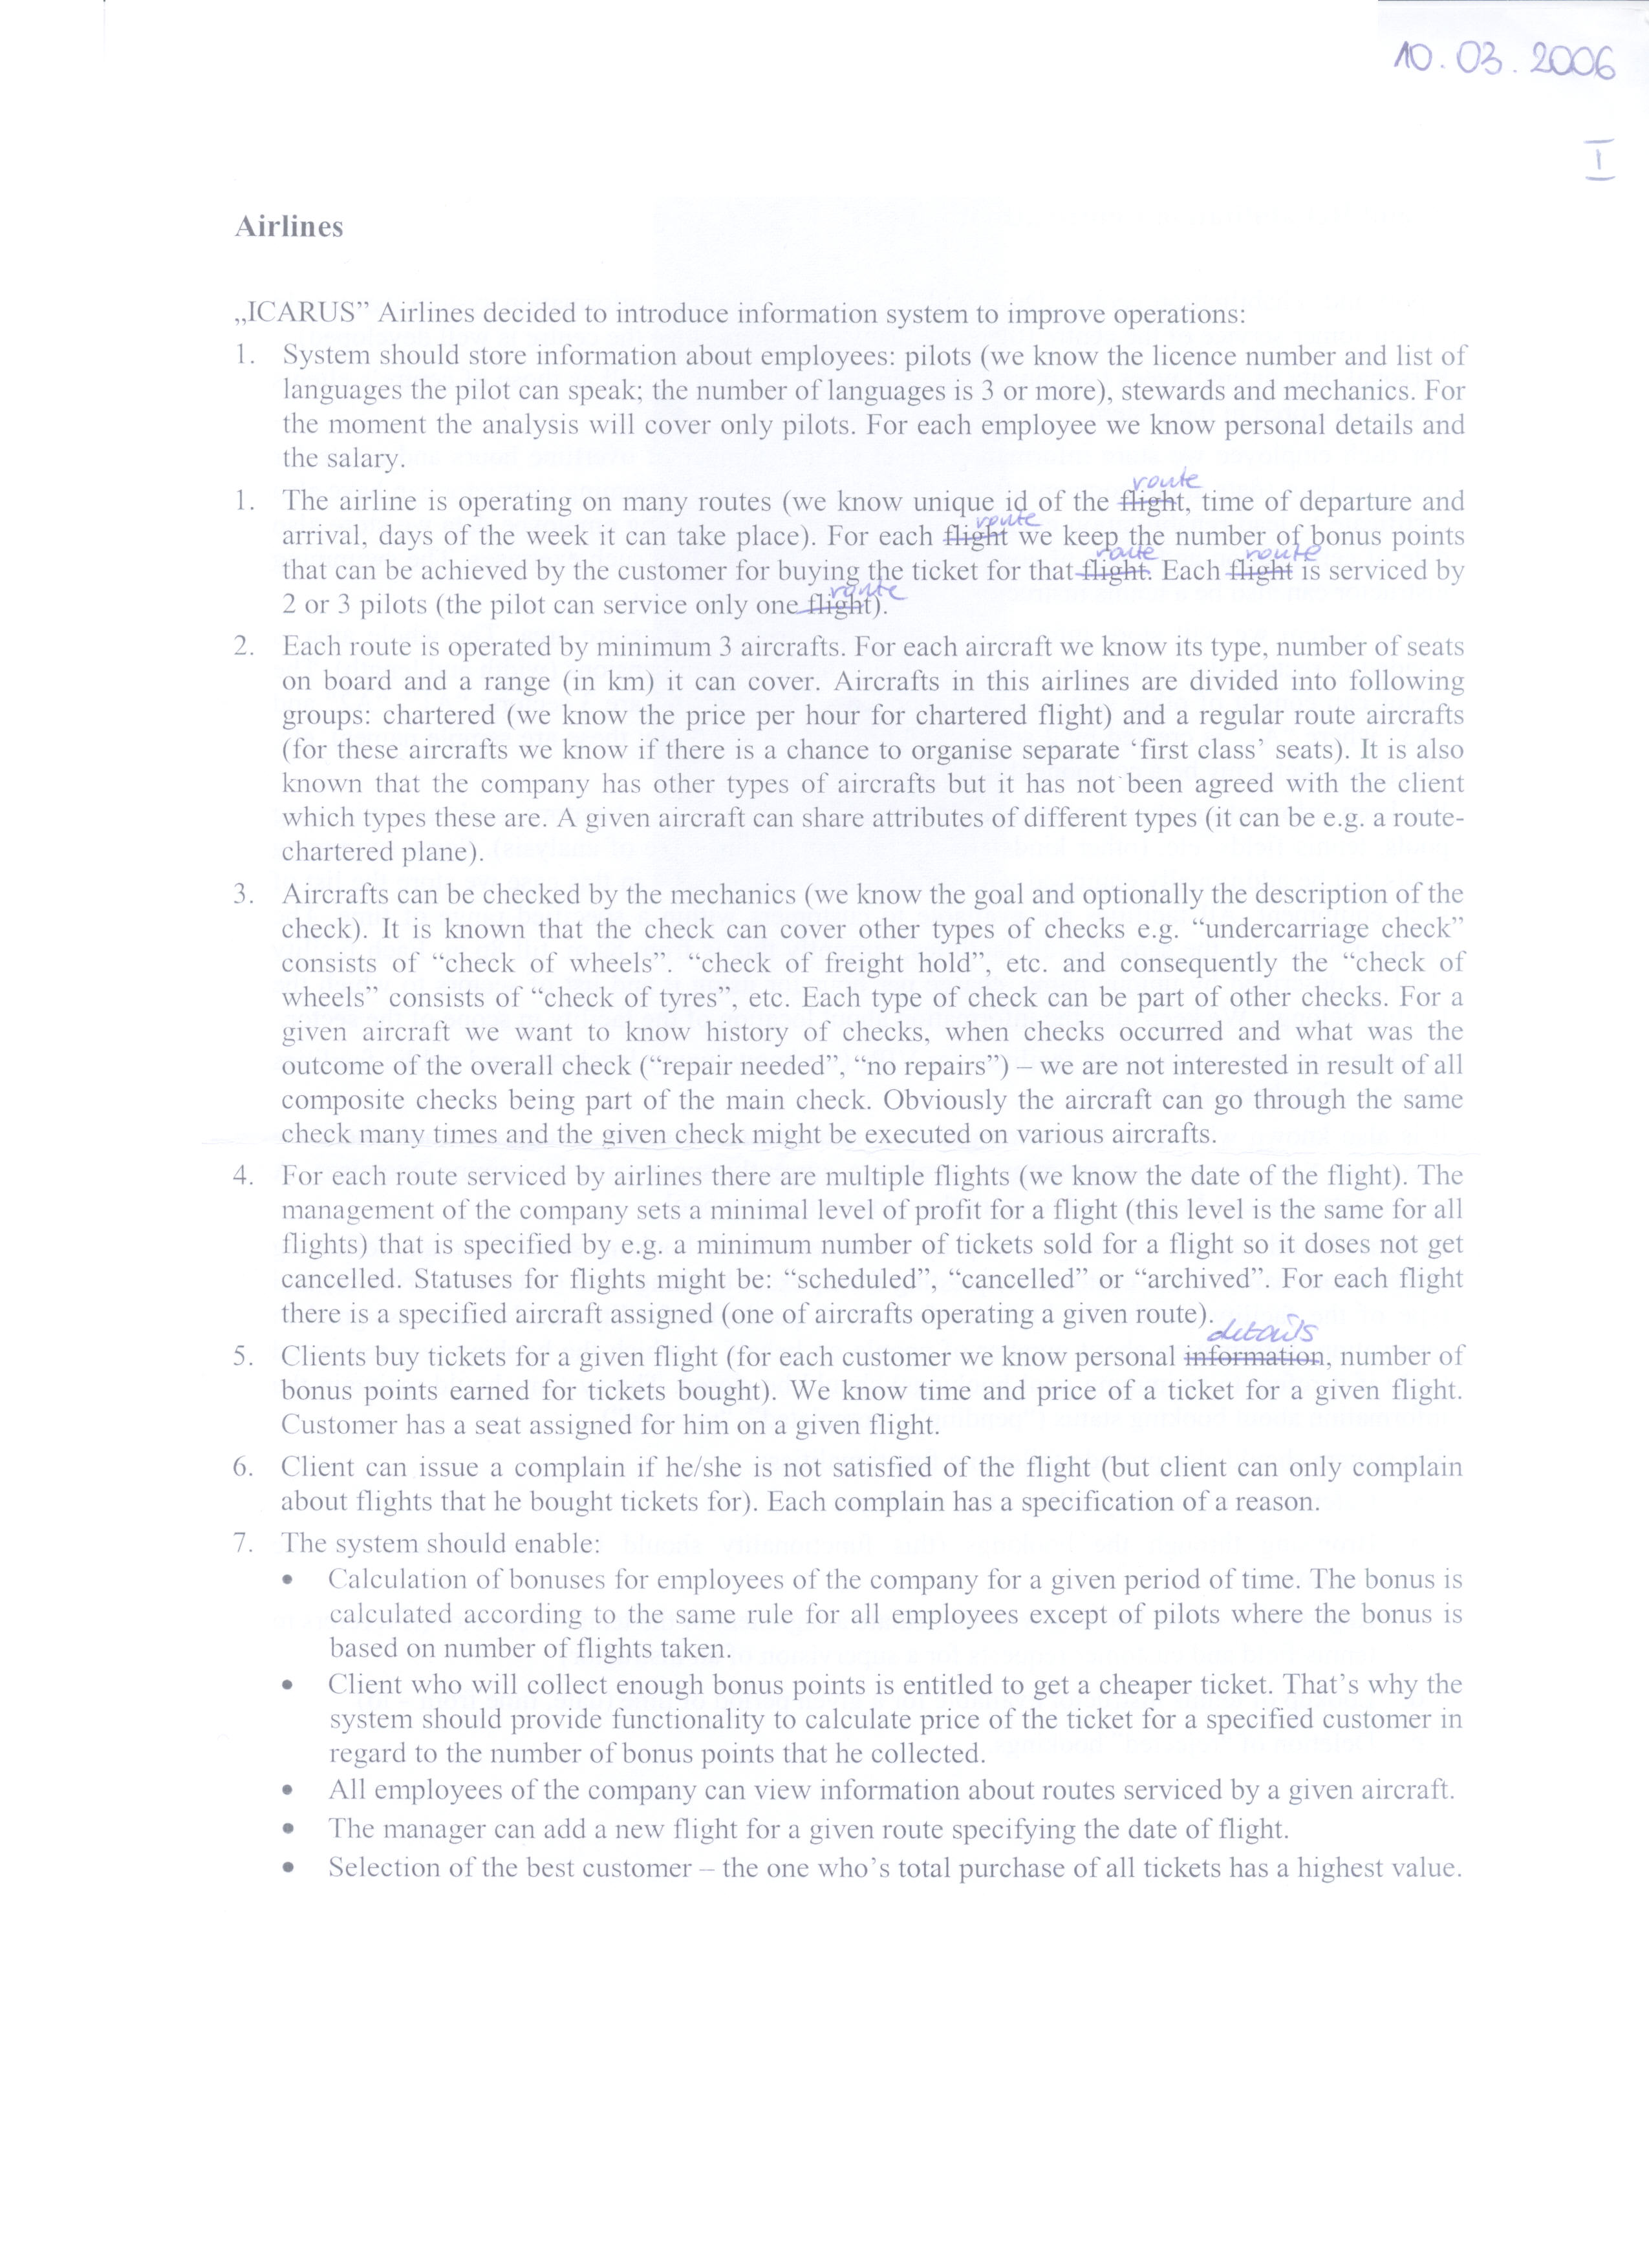 10.03.2006
I
Airlines
„ICARUS” Airlines decided to introduce information system to improve operations:
1. System should store information about employees: pilots (we know the licence number and list of
languages the pilot can speak; the number of languages is 3 or more), stewards and mechanics. For
the moment the analysis will cover only pilots. For each employee we know personal details and
the salary.
route
1. The airline is operating on many routes (we know unique id of the flight, time of departure and
route
arrival, days of the week it can take place). For each flight we keep the number of bonus points
route route
that can be achieved by the customer for buying the ticket for that flight. Each flight is serviced by
route
2 or 3 pilots (the pilot can service only one flight).
2. Each route is operated by minimum 3 aircrafts. For each aircraft we know its type, number of seats
on board and a range (in km) it can cover. Aircrafts in this airlines are divided into following
groups: chartered (we know the price per hour for chartered flight) and a regular route aircrafts
(for these aircrafts we know if there is a chance to organise separate ‘first class’ seats). It is also
known that the company has other types of aircrafts but it has not been agreed with the client
which types these are. A given aircraft can share attributes of different types (it can be e.g. a route-
chartered plane).
3. Aircrafts can be checked by the mechanics (we know the goal and optionally the description of the
check). It is known that the check can cover other types of checks e.g. “undercarriage check”
consists of “check of wheels”. “check of freight hold”, etc. and consequently the “check of
wheels” consists of “check of tyres”, etc. Each type of check can be part of other checks. For a
given aircraft we want to know history of checks, when checks occurred and what was the
outcome of the overall check (“repair needed”, “no repairs”) – we are not interested in result of all
composite checks being part of the main check. Obviously the aircraft can go through the same
check many times and the given check might be executed on various aircrafts.
4. For each route serviced by airlines there are multiple flights (we know the date of the flight). The
management of the company sets a minimal level of profit for a flight (this level is the same for all
flights) that is specified by e.g. a minimum number of tickets sold for a flight so it doses not get
cancelled. Statuses for flights might be: “scheduled”, “cancelled” or “archived”. For each flight
there is a specified aircraft assigned (one of aircrafts operating a given route).
details
5. Clients buy tickets for a given flight (for each customer we know personal information, number of
bonus points earned for tickets bought). We know time and price of a ticket for a given flight.
Customer has a seat assigned for him on a given flight.
6. Client can issue a complain if he/she is not satisfied of the flight (but client can only complain
about flights that he bought tickets for). Each complain has a specification of a reason.
7. The system should enable:
• Calculation of bonuses for employees of the company for a given period of time. The bonus is
calculated according to the same rule for all employees except of pilots where the bonus is
based on number of flights taken.
• Client who will collect enough bonus points is entitled to get a cheaper ticket. That’s why the
system should provide functionality to calculate price of the ticket for a specified customer in
regard to the number of bonus points that he collected.
• All employees of the company can view information about routes serviced by a given aircraft.
• The manager can add a new flight for a given route specifying the date of flight.
• Selection of the best customer – the one who’s total purchase of all tickets has a highest value.